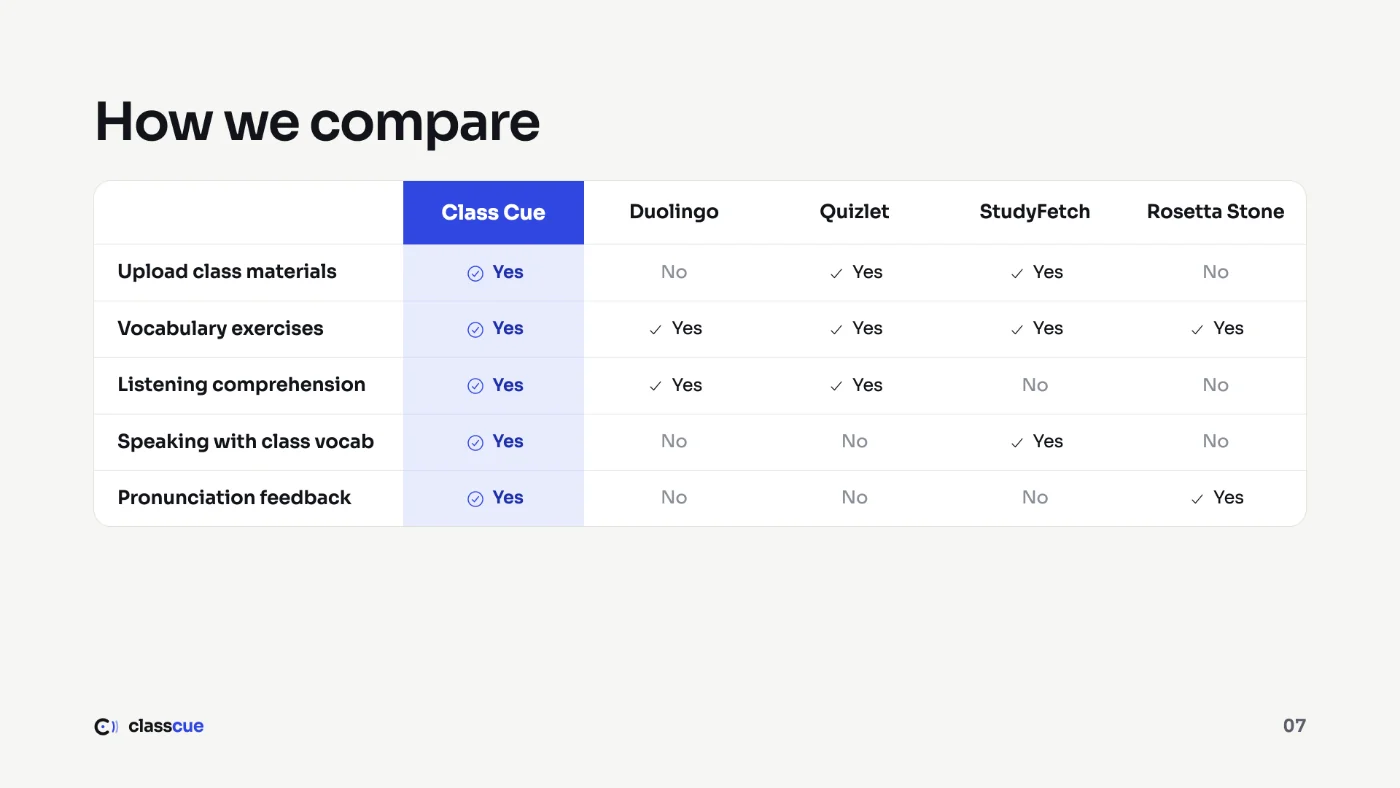 How we compare
Class Cue Duolingo Quizlet StudyFetch Rosetta Stone
Upload class materials Yes No Yes Yes No
Vocabulary exercises Yes Yes Yes Yes Yes
Listening comprehension Yes Yes Yes No No
Speaking with class vocab Yes No No Yes No
Pronunciation feedback Yes No No No Yes
classcue 07